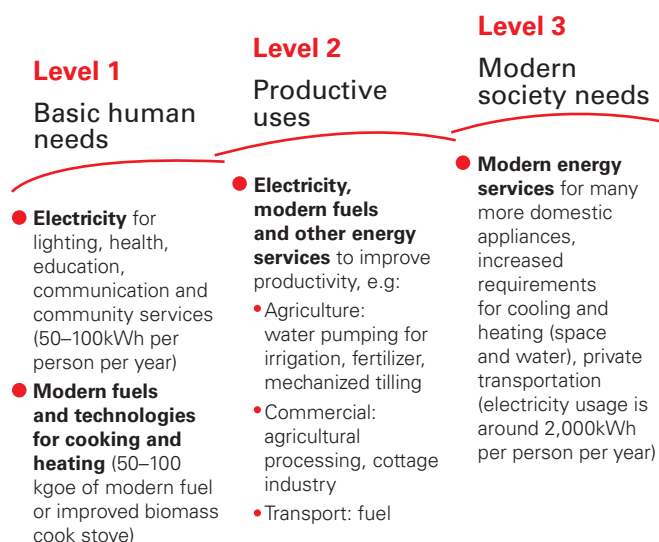 Level 1
Basic human
needs
● Electricity for
lighting, health,
education,
communication and
community services
(50–100kWh per
person per year)
● Modern fuels
and technologies
for cooking and
heating (50–100
kgoe of modern fuel
or improved biomass
cook stove)
Level 2
Productive
uses
● Electricity,
modern fuels
and other energy
services to improve
productivity, e.g:
• Agriculture:
water pumping for
irrigation, fertilizer,
mechanized tilling
• Commercial:
agricultural
processing, cottage
industry
• Transport: fuel
Level 3
Modern
society needs
● Modern energy
services for many
more domestic
appliances,
increased
requirements
for cooling and
heating (space
and water), private
transportation
(electricity usage is
around 2,000kWh
per person per year)